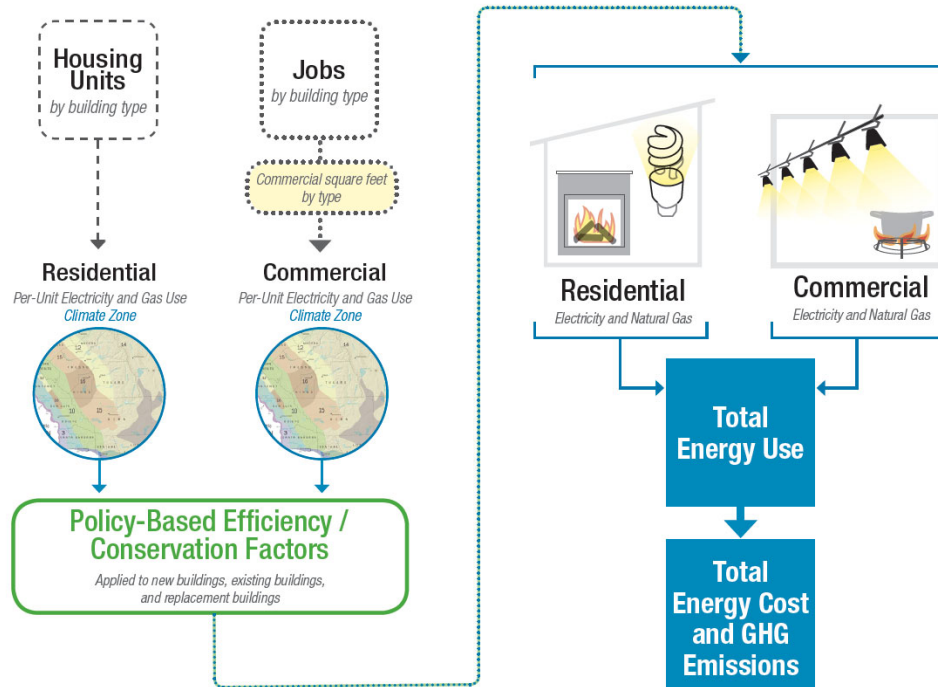 Housing
Units
by building type
Jobs
by building type
Commercial square feet
by type
Residential
Per-Unit Electricity and Gas Use
Climate Zone
Commercial
Per-Unit Electricity and Gas Use
Climate Zone
Policy-Based Efficiency /
Conservation Factors
Applied to new buildings, existing buildings,
and replacement buildings
Residential
Electricity and Natural Gas
Commercial
Electricity and Natural Gas
Total
Energy Use
Total
Energy Cost
and GHG
Emissions